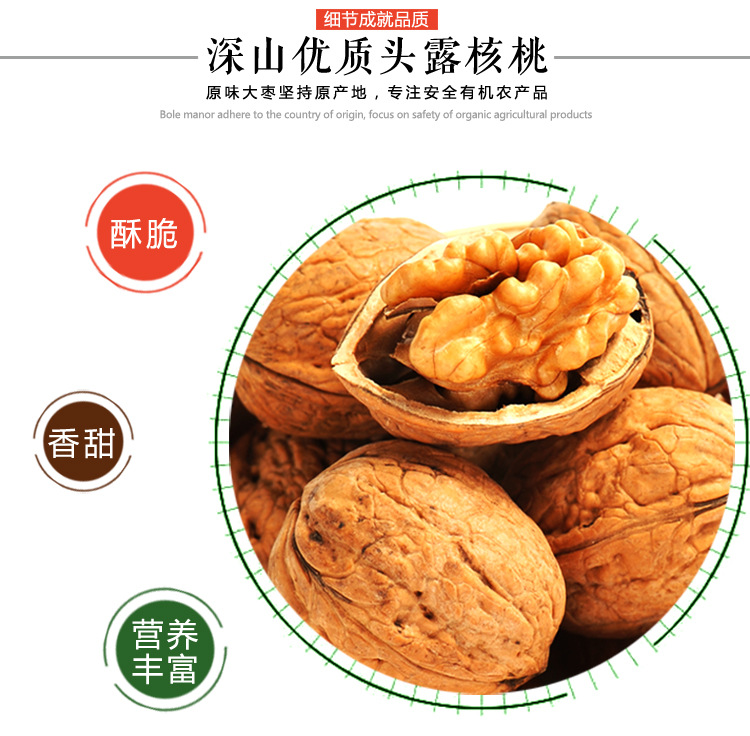 细节成就品质
深山优质头露核桃
原味大枣坚持原产地，专注安全有机农产品
Bole manor adhere to the country of origin, focus on safety of organic agricultural products
酥脆
香甜
营养
丰富